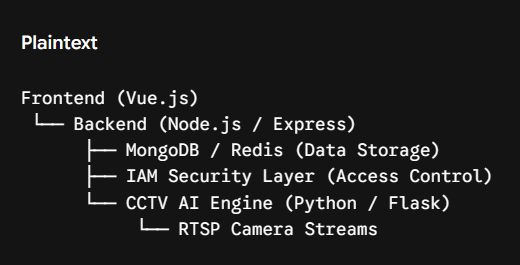 Plaintext
Frontend (Vue.js)
 └── Backend (Node.js / Express)
      ├── MongoDB / Redis (Data Storage)
      ├── IAM Security Layer (Access Control)
      └── CCTV AI Engine (Python / Flask)
           └── RTSP Camera Streams